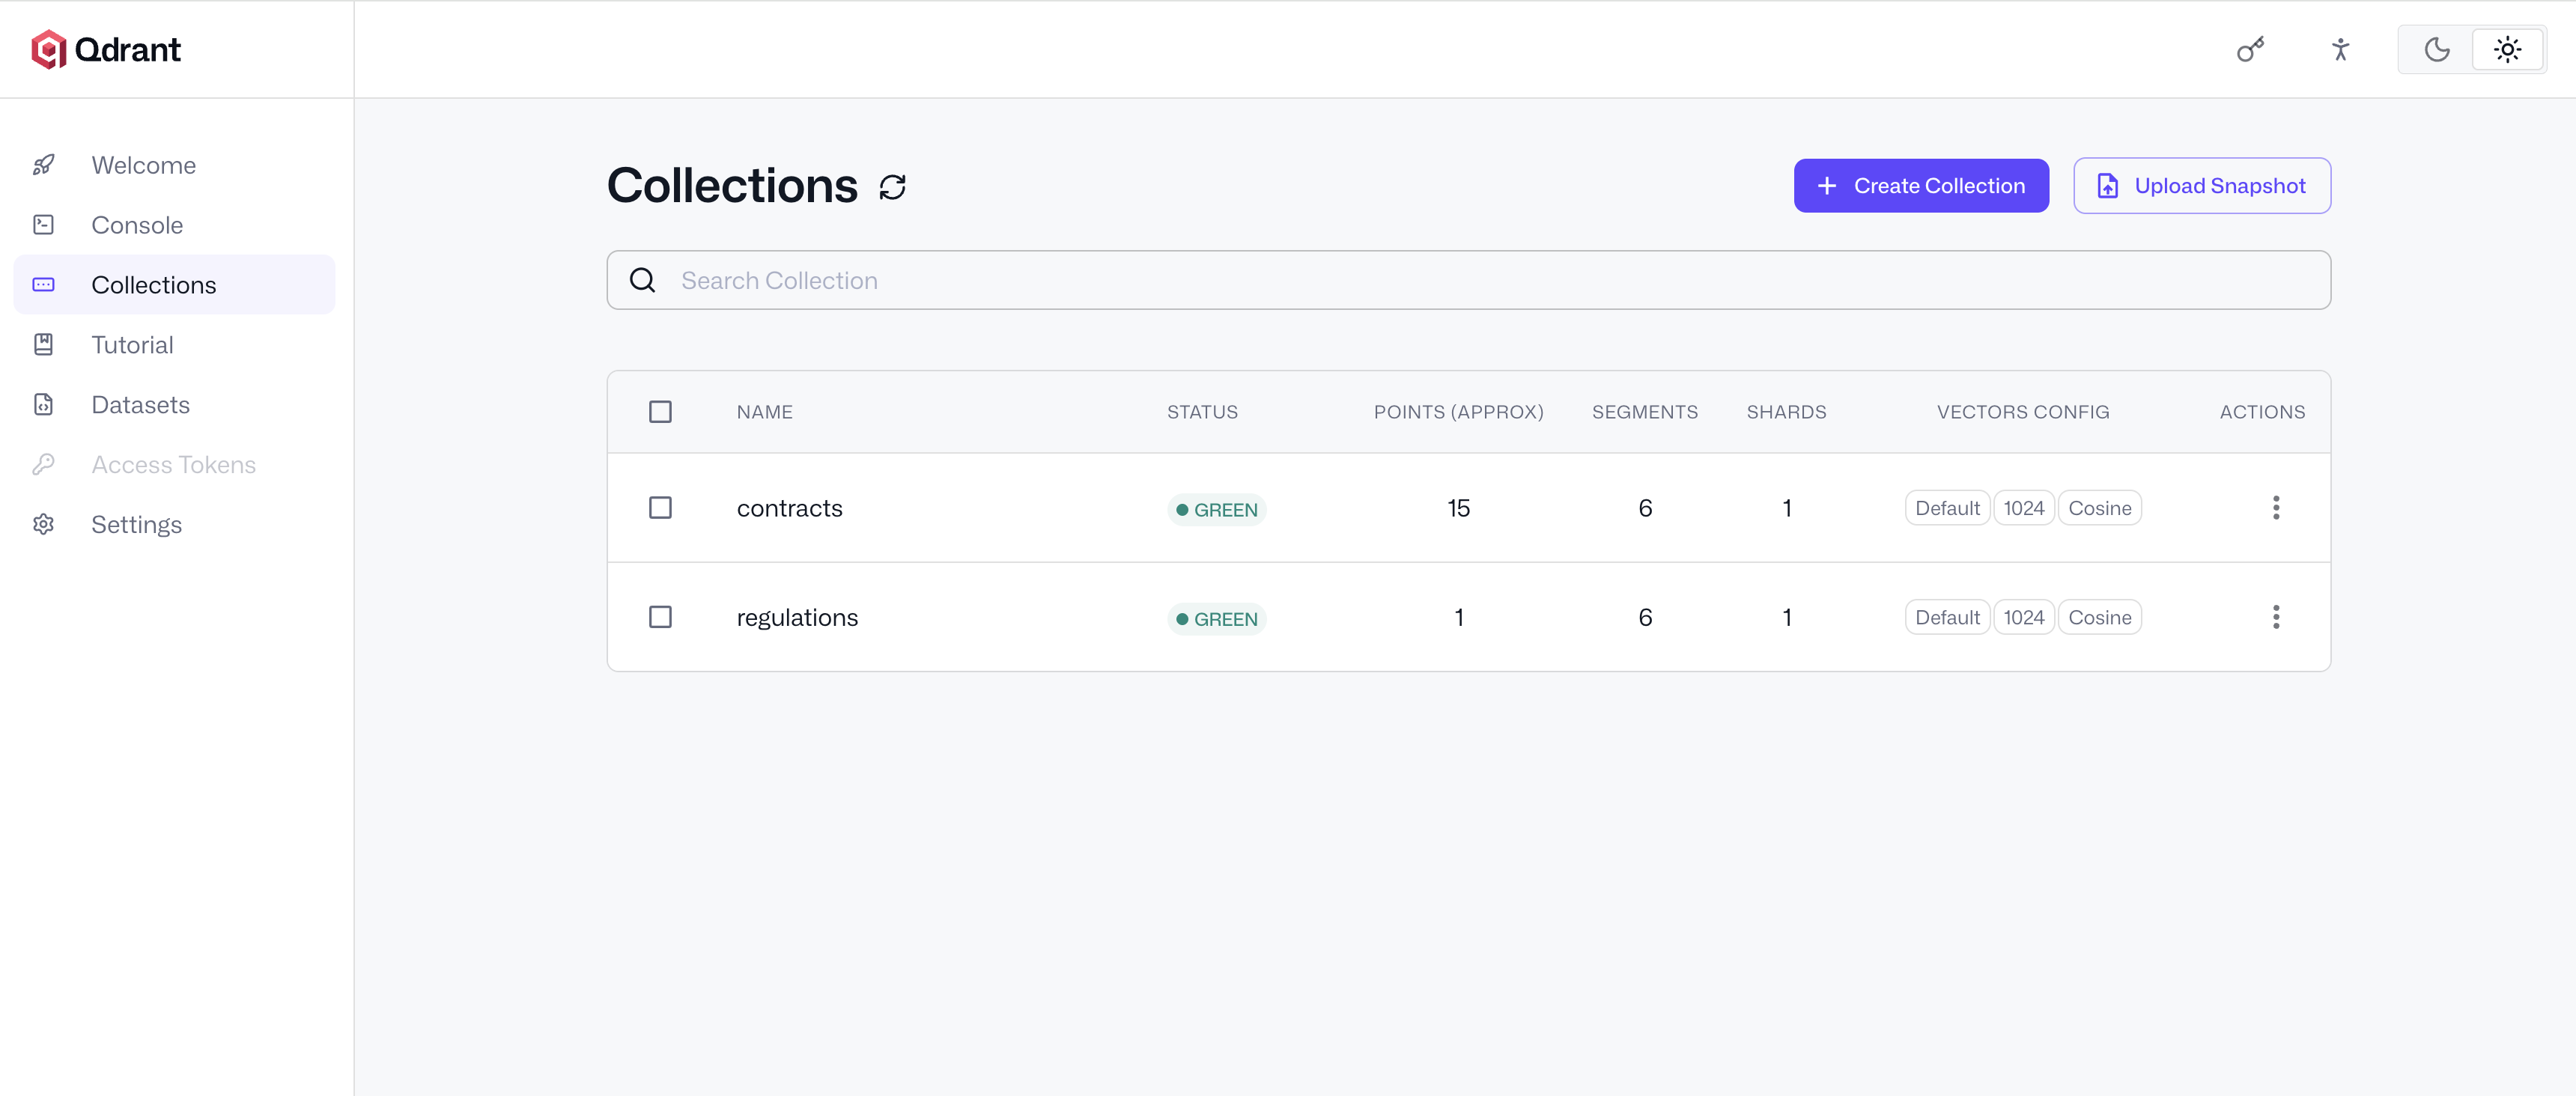 Qdrant
Welcome
Console
Collections
Tutorial
Datasets
Access Tokens
Settings
Collections
Create Collection
Upload Snapshot
Search Collection
NAME STATUS POINTS (APPROX) SEGMENTS SHARDS VECTORS CONFIG ACTIONS
contracts GREEN 15 6 1 Default 1024 Cosine
regulations GREEN 1 6 1 Default 1024 Cosine